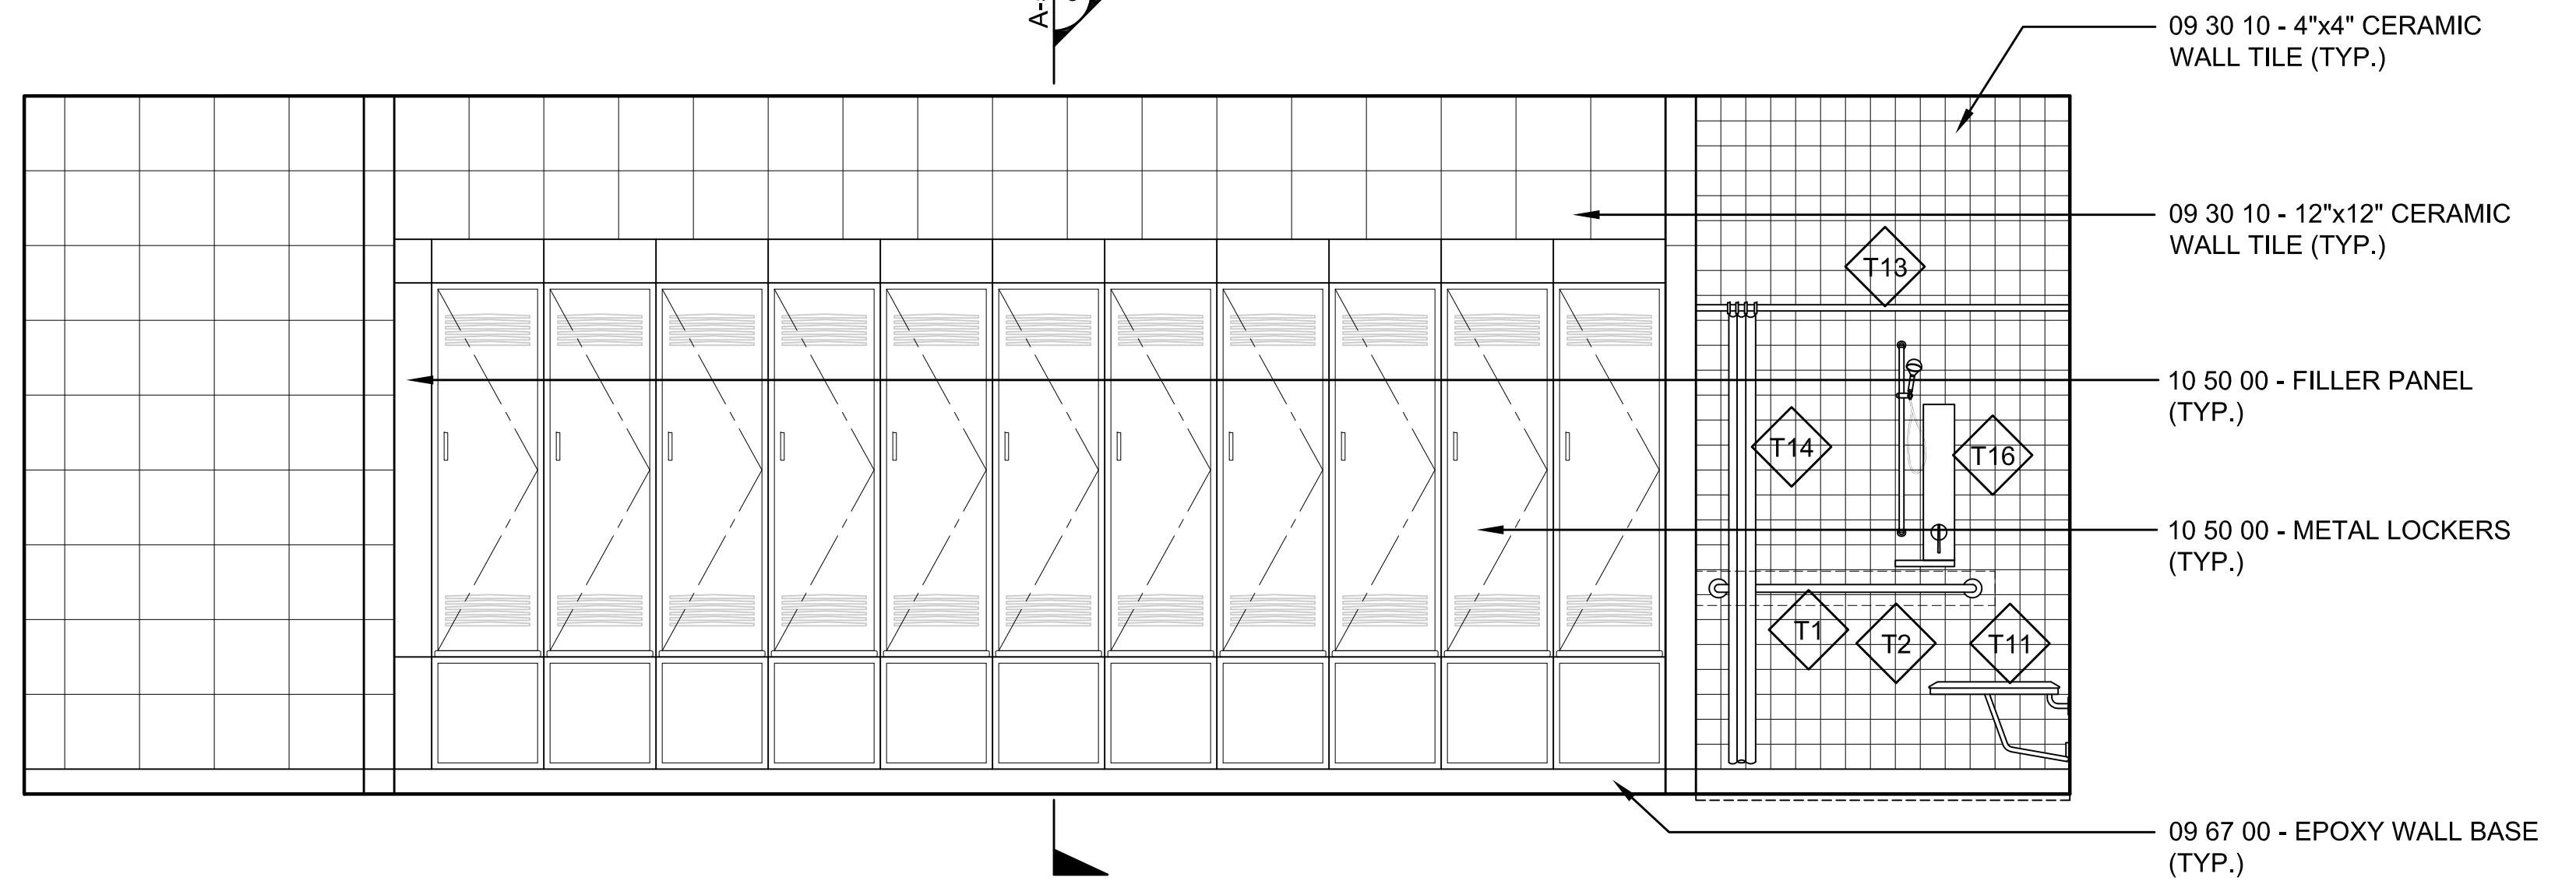 A-
09 30 10 - 4"x4" CERAMIC
WALL TILE (TYP.)
09 30 10 - 12"x12" CERAMIC
WALL TILE (TYP.)
T13
10 50 00 - FILLER PANEL
(TYP.)
T14
T16
10 50 00 - METAL LOCKERS
(TYP.)
T1
T2
T11
09 67 00 - EPOXY WALL BASE
(TYP.)